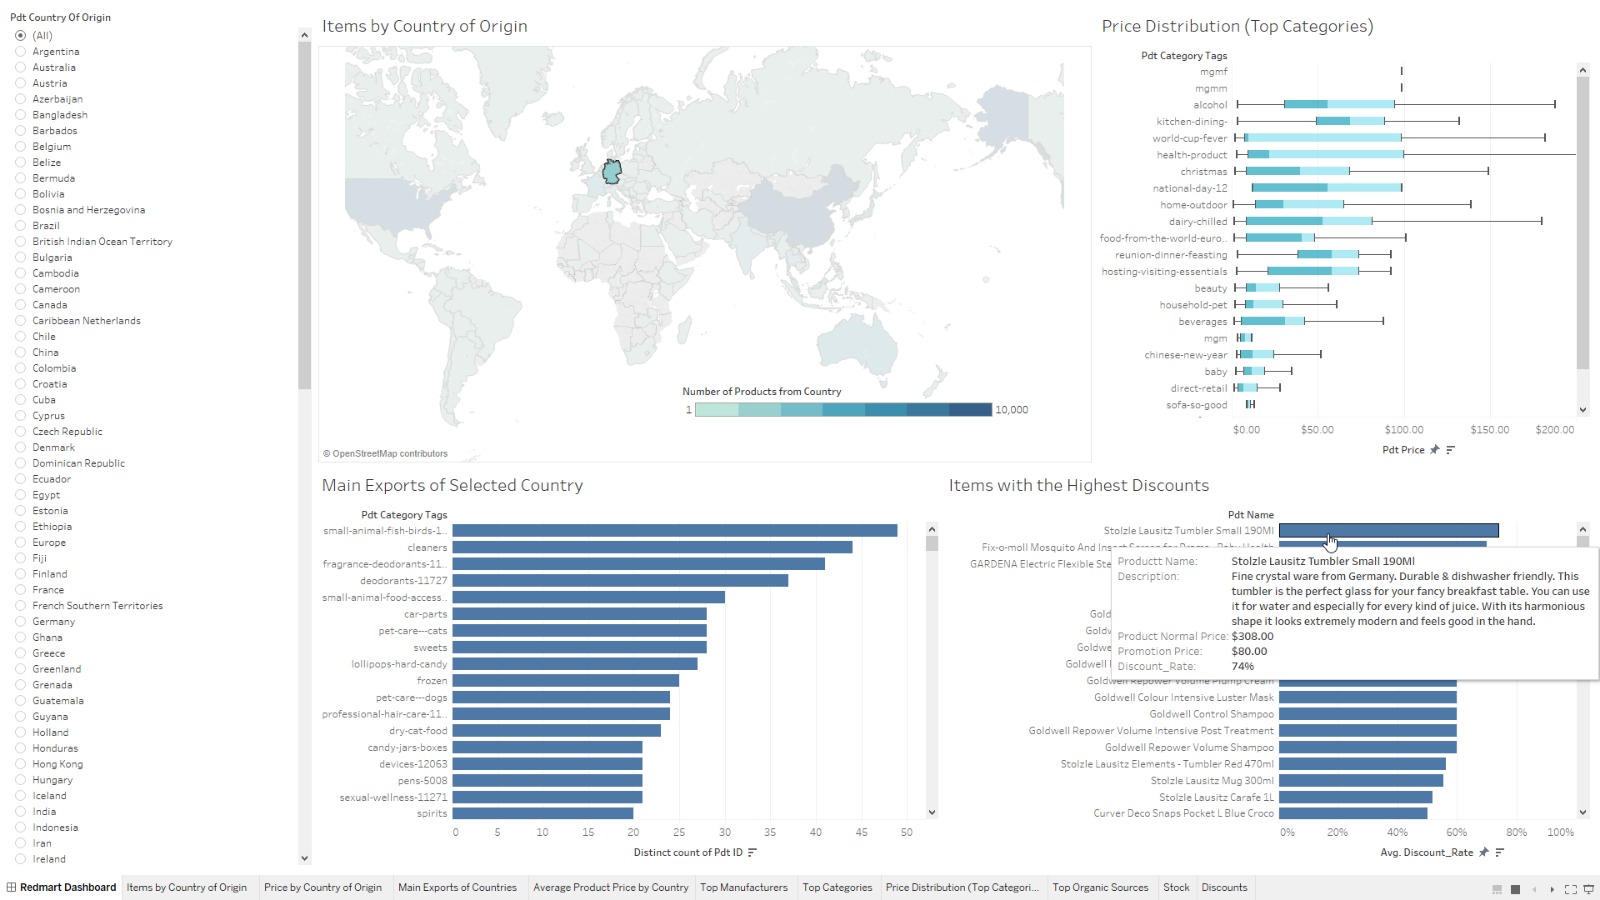 Pdt Country Of Origin
(All)
Argentina
Australia
Austria
Azerbaijan
Bangladesh
Barbados
Belgium
Belize
Bermuda
Bolivia
Bosnia and Herzegovina
Brazil
British Indian Ocean Territory
Bulgaria
Cambodia
Cameron
Canada
Caribbean Netherlands
Chile
China
Colombia
Croatia
Cuba
Cyprus
Czech Republic
Denmark
Dominican Republic
Ecuador
Egypt
Estonia
Ethiopia
Europe
Fiji
Finland
France
French Southern Territories
Germany
Ghana
Greece
Greenland
Grenada
Guatemala
Guyana
Holland
Honduras
Hong Kong
Hungary
Iceland
India
Indonesia
Iran
Ireland
Items by Country of Origin
Number of Products from Country
1 10,000
© OpenStreetMap contributors
Price Distribution (Top Categories)
Pdt Category Tags
mgmf
mgmm
alcohol
kitchen-dining-
world-cup-fever
health-product
christmas
national-day-12
home-outdoor
dairy-chilled
food-from-the-world-euro..
reunion-dinner-feasting
hosting-visiting-essentials
beauty
household-pet
beverages
mgm
chinese-new-year
baby
direct-retail
sofa-so-good
$0.00 $50.00 $100.00 $150.00 $200.00
Pdt Price
Main Exports of Selected Country
Pdt Category Tags
small-animal-fish-birds-1..
cleaners
fragrance-deodorants-11..
deodorants-11727
small-animal-food-access..
car-parts
pet-care---cats
sweets
lollipops-hard-candy
frozen
pet-care---dogs
professional-hair-care-11..
dry-cat-food
candy-jars-boxes
devices-12063
pens-5008
sexual-wellness-11271
spirits
0 5 10 15 20 25 30 35 40 45 50
Distinct count of Pdt ID
Items with the Highest Discounts
Pdt Name
Stolzle Lausitz Tumbler Small 190Ml
Fix-o-moll Mosquito And Insect Screen for Prams - Baby Health
GARDENA Electric Flexible Ste
Productt Name: Stolzle Lausitz Tumbler Small 190Ml
Description: Fine crystal ware from Germany. Durable & dishwasher friendly. This
tumbler is the perfect glass for your fancy breakfast table. You can use
it for water and especially for every kind of juice. With its harmonious
shape it looks extremely modern and feels good in the hand.
Product Normal Price: $308.00
Promotion Price: $80.00
Discount_Rate: 74%
Goldwell Repower Volume Plump Cream
Goldwell Colour Intensive Luster Mask
Goldwell Control Shampoo
Goldwell Repower Volume Intensive Post Treatment
Goldwell Repower Volume Shampoo
Stolzle Lausitz Elements - Tumbler Red 470ml
Stolzle Lausitz Mug 300ml
Stolzle Lausitz Carafe 1L
Curver Deco Snaps Pocket L Blue Croco
0% 20% 40% 60% 80% 100%
Avg. Discount_Rate
Redmart Dashboard Items by Country of Origin Price by Country of Origin Main Exports of Countries Average Product Price by Country Top Manufacturers Top Categories Price Distribution (Top Categori... Top Organic Sources Stock Discounts